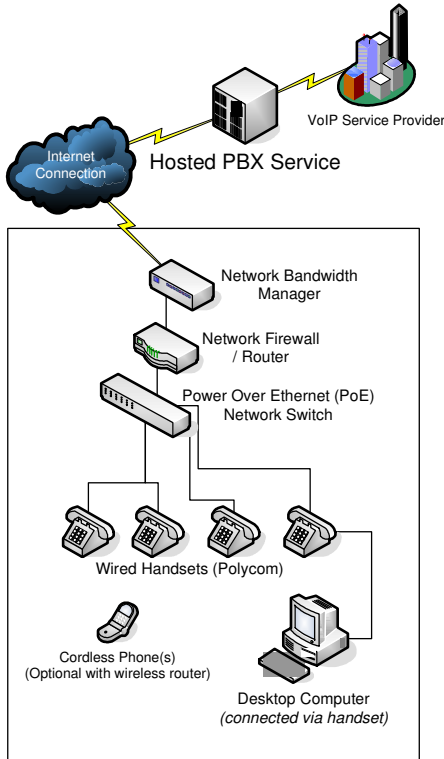 VoIP Service Provider
Internet
Connection
Hosted PBX Service
Network Bandwidth
Manager
Network Firewall
/ Router
Power Over Ethernet (PoE)
Network Switch
Wired Handsets (Polycom)
Cordless Phone(s)
(Optional with wireless router)
Desktop Computer
(connected via handset)